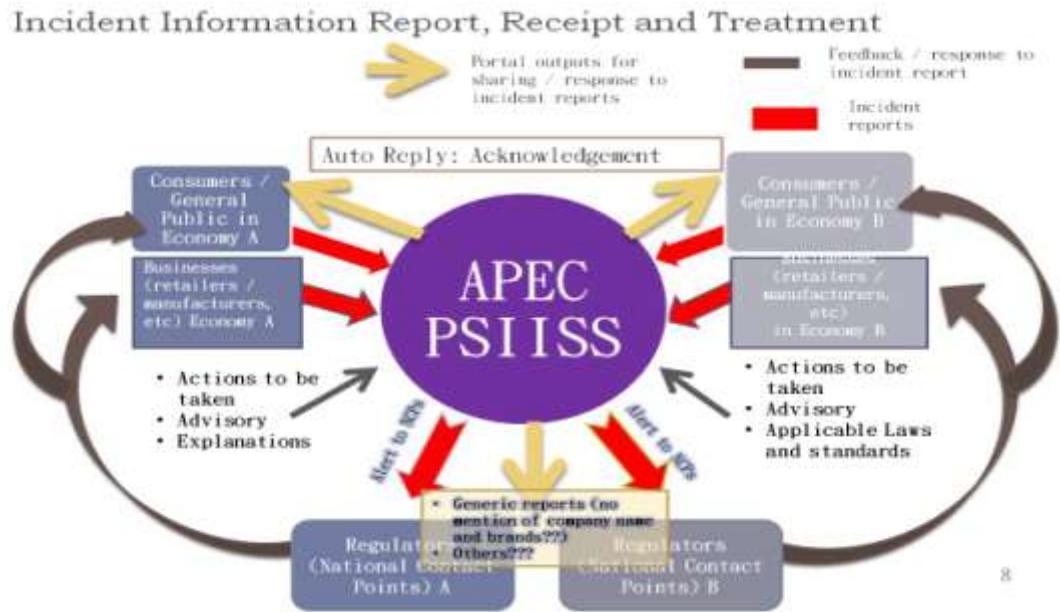 Incident Information Report, Receipt and Treatment
Portal outputs for
sharing / response to
incident reports
Feedback / response to
incident report
Incident
reports
Auto Reply: Acknowledgement
Consumers /
General
Public in
Economy A
Consumers /
General Public
in Economy B
Businesses
(retailers /
manufacturers,
etc) Economy A
APEC
PSIISS
Businesses
(retailers /
manufacturers,
etc)
in Economy B
• Actions to be
taken
• Advisory
• Explanations
• Actions to be
taken
• Advisory
• Applicable Laws
and standards
Alert to NCPs
Alert to NCPs
• Generic reports (no
mention of company name
and brands???)
• Others???
Regulators
(National Contact
Points) A
Regulators
(National Contact
Points) B
8